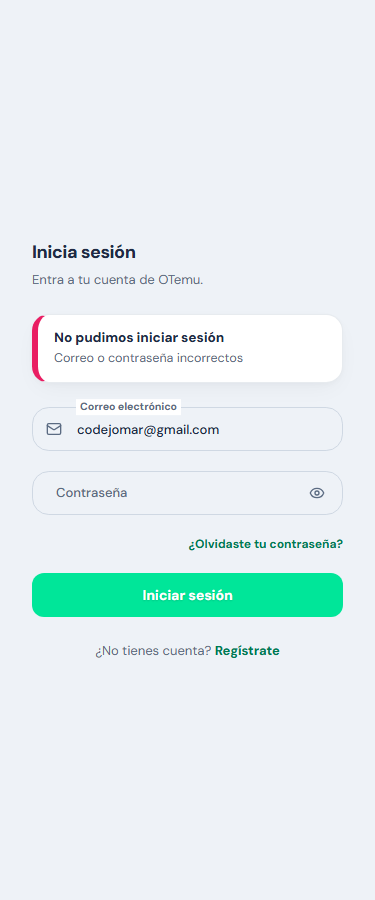 Inicia sesión
Entra a tu cuenta de OTemu.
No pudimos iniciar sesión
Correo o contraseña incorrectos
Correo electrónico
codejomar@gmail.com
Contraseña
¿Olvidaste tu contraseña?
Iniciar sesión
¿No tienes cuenta? Regístrate